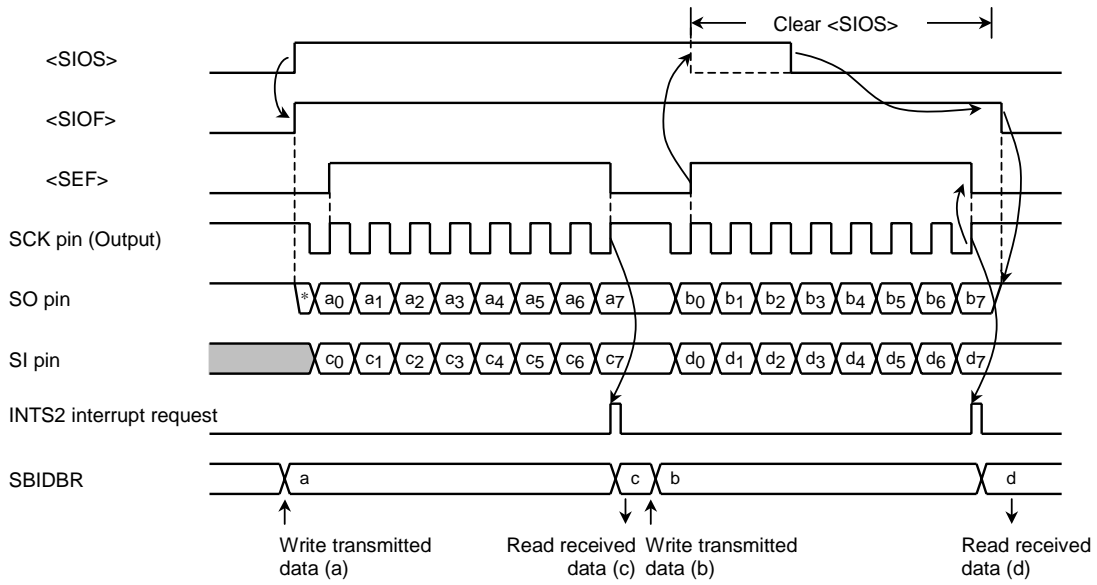 Clear <SIOS>
<SIOS>
<SIOF>
<SEF>
SCK pin (Output)
SO pin * a0 a1 a2 a3 a4 a5 a6 a7 b0 b1 b2 b3 b4 b5 b6 b7
SI pin c0 c1 c2 c3 c4 c5 c6 c7 d0 d1 d2 d3 d4 d5 d6 d7
INTS2 interrupt request
SBIDBR a c b d
Write transmitted data (a)
Read received data (c)
Write transmitted data (b)
Read received data (d)